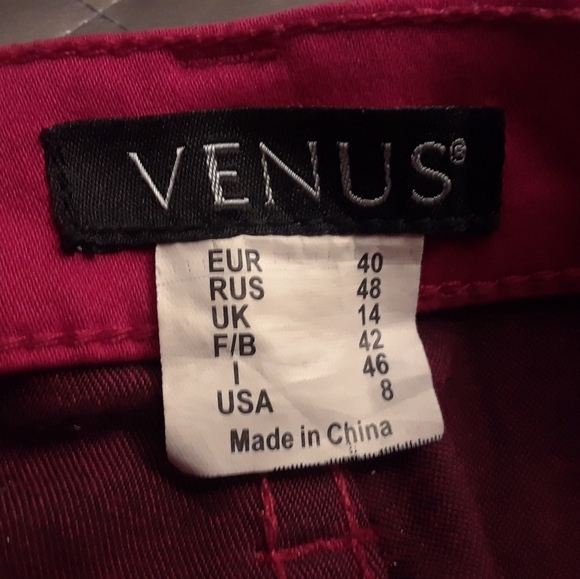 VENUS®
EUR 40
RUS 48
UK 14
F/B 42
I 46
USA 8
Made in China